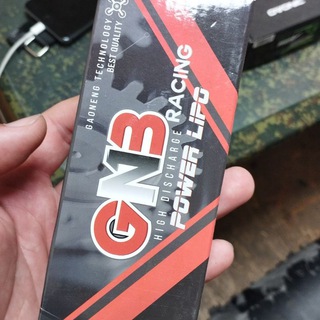 GAONENG TECHNOLOGY
BEST QUALITY
GNB
HIGH DISCHARGE RACING
POWER LIPO